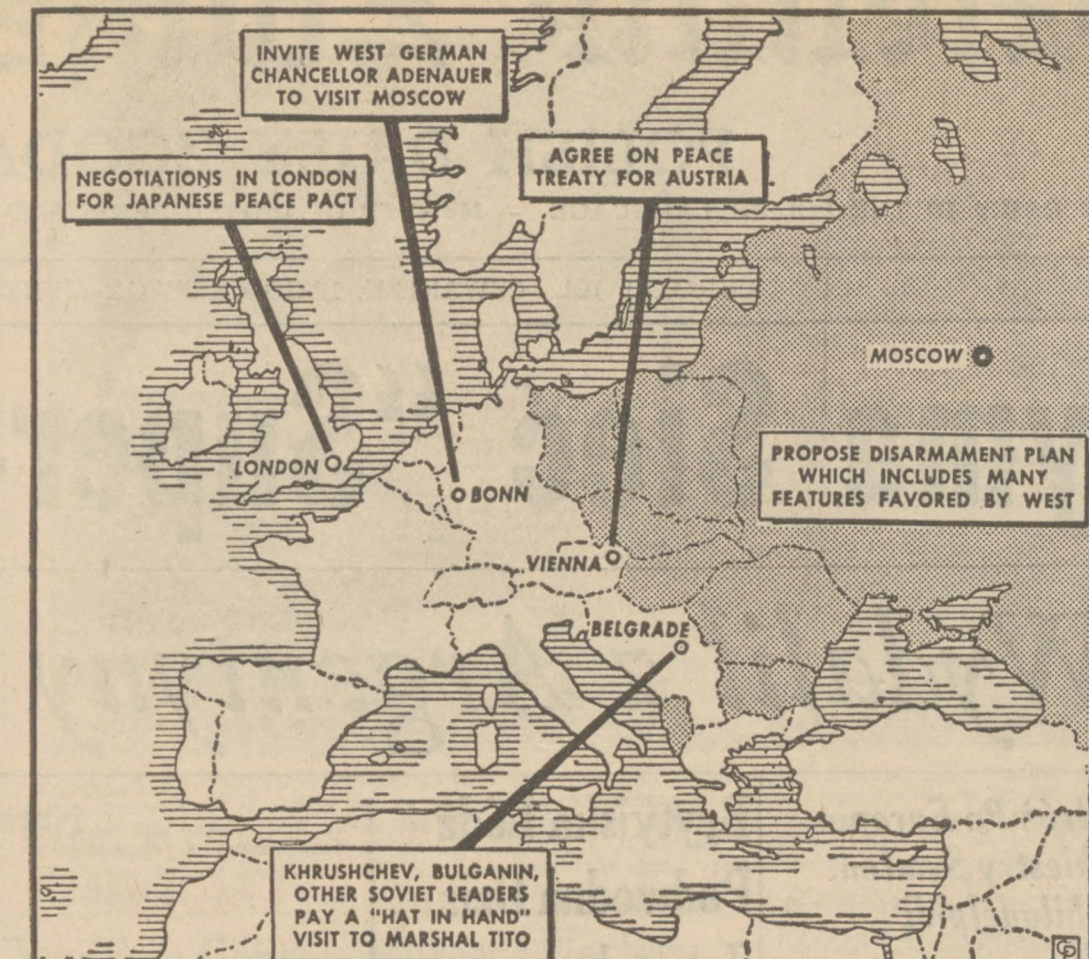 INVITE WEST GERMAN
CHANCELLOR ADENAUER
TO VISIT MOSCOW
NEGOTIATIONS IN LONDON
FOR JAPANESE PEACE PACT
AGREE ON PEACE
TREATY FOR AUSTRIA
MOSCOW
PROPOSE DISARMAMENT PLAN
WHICH INCLUDES MANY
FEATURES FAVORED BY WEST
LONDON
BONN
VIENNA
BELGRADE
KHRUSHCHEV, BULGANIN,
OTHER SOVIET LEADERS
PAY A "HAT IN HAND"
VISIT TO MARSHAL TITO
CP